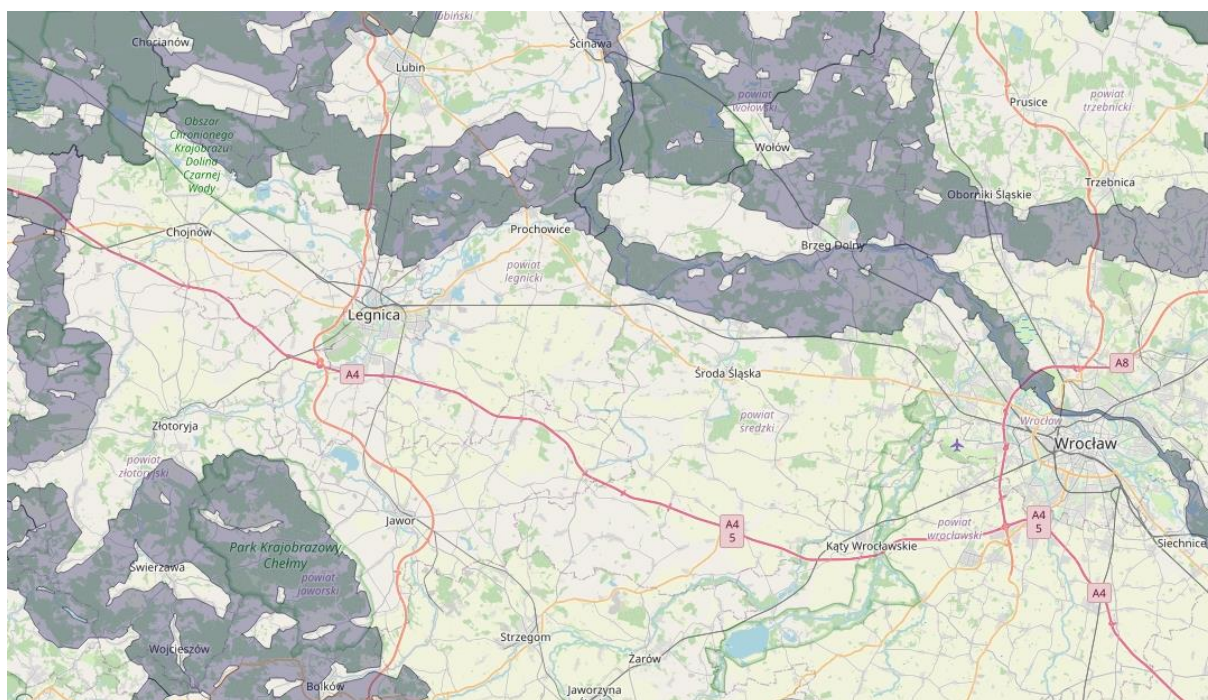 lubiński
Chocianów
Ścinawa
Lubin
powiat
wołowski
Prusice
powiat
trzebnicki
Obszar
Chronionego
Krajobrazu
Dolina
Czarnej
Wody
Wołów
Trzebnica
Oborniki Śląskie
Chojnów
Prochowice
Brzeg Dolny
powiat
legnicki
Legnica
A4
A8
Środa Śląska
powiat
średzki
Złotoryja
Wrocław
Wrocław
powiat
złotoryjski
Jawor
A4
5
A4
5
powiat
wrocławski
Kąty Wrocławskie
Siechnice
Park Krajobrazowy
Chełmy
Świerzawa
powiat
jaworski
A4
Strzegom
Wojcieszów
Żarów
Bolków
Jaworzyna